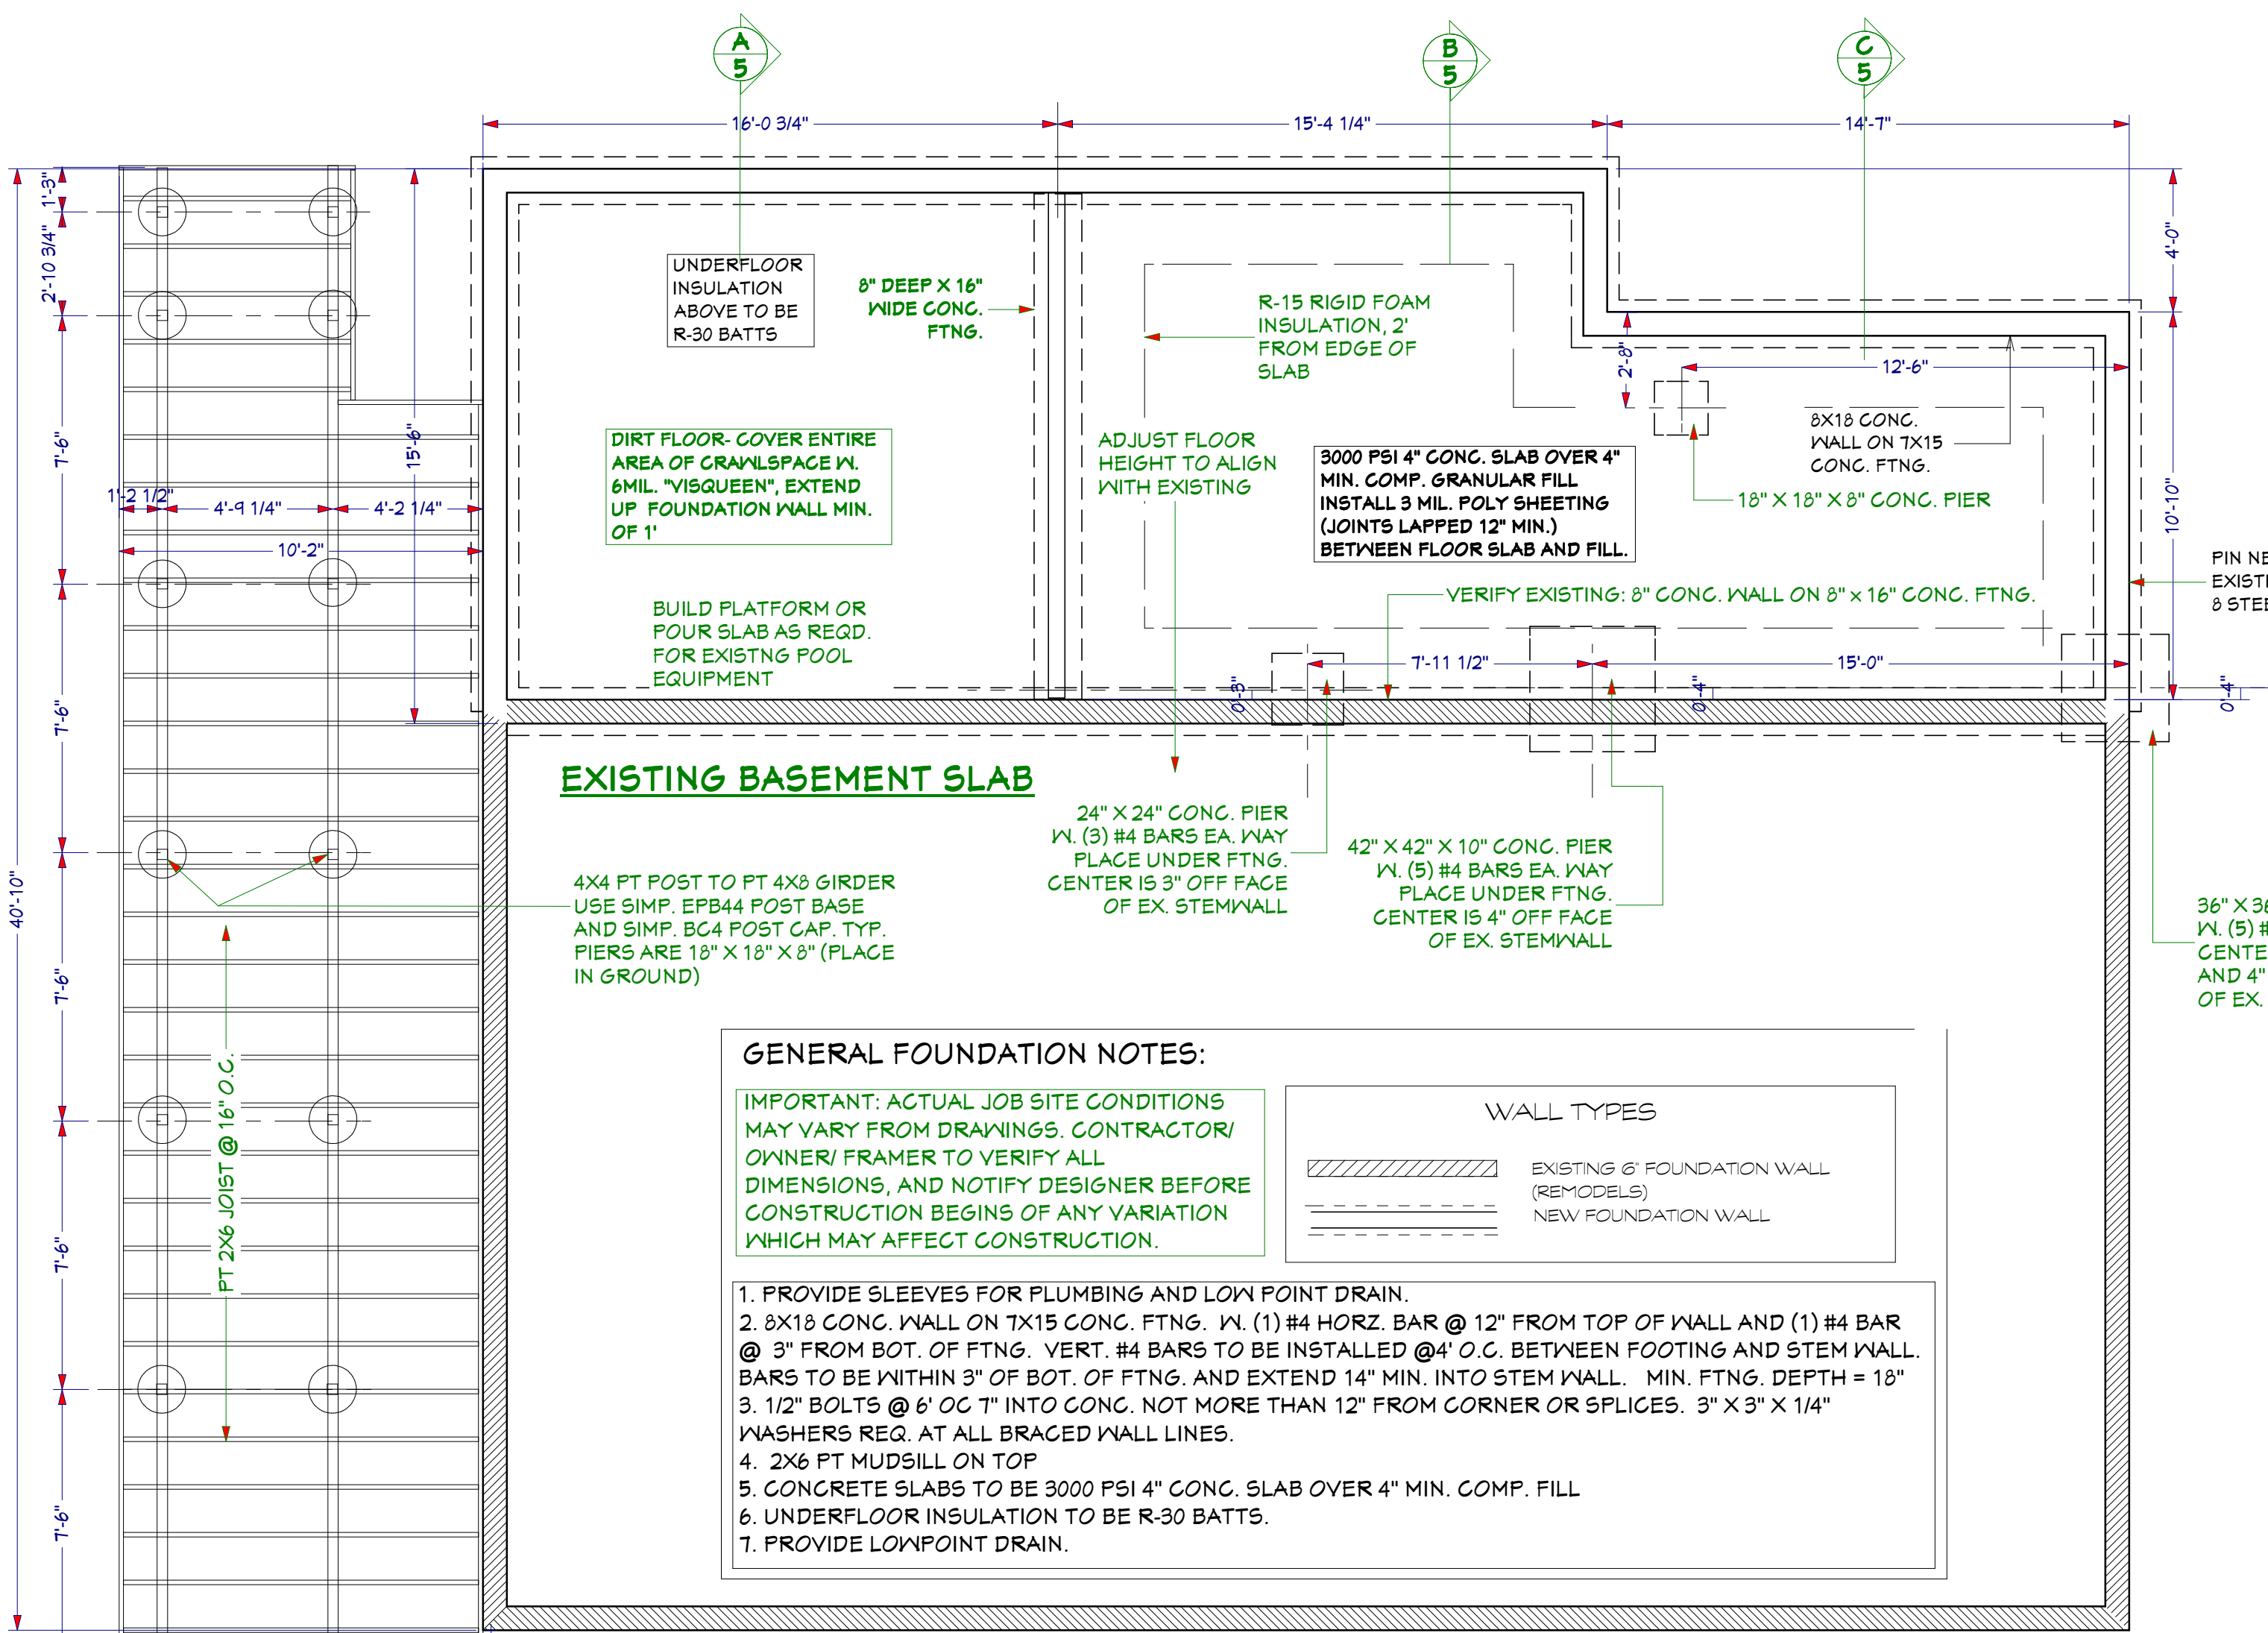 A
5
B
5
C
5
16'-0 3/4"
15'-4 1/4"
14'-7"
1'-3"
2'-10 3/4"
7'-6"
7'-6"
7'-6"
7'-6"
7'-6"
40'-10"
15'-6"
1'-2 1/2"
4'-9 1/4"
4'-2 1/4"
10'-2"
UNDERFLOOR
INSULATION
ABOVE TO BE
R-30 BATTS
8" DEEP X 16"
WIDE CONC.
FTNG.
R-15 RIGID FOAM
INSULATION, 2'
FROM EDGE OF
SLAB
2'-8"
12'-6"
4'-0"
10'-10"
8X18 CONC.
WALL ON 7X15
CONC. FTNG.
18" X 18" X 8" CONC. PIER
DIRT FLOOR- COVER ENTIRE
AREA OF CRAWLSPACE W.
6MIL. "VISQUEEN", EXTEND
UP FOUNDATION WALL MIN.
OF 1'
ADJUST FLOOR
HEIGHT TO ALIGN
WITH EXISTING
3000 PSI 4" CONC. SLAB OVER 4"
MIN. COMP. GRANULAR FILL
INSTALL 3 MIL. POLY SHEETING
(JOINTS LAPPED 12" MIN.)
BETWEEN FLOOR SLAB AND FILL.
PIN NE
EXIST
8 STE
VERIFY EXISTING: 8" CONC. WALL ON 8" x 16" CONC. FTNG.
BUILD PLATFORM OR
POUR SLAB AS REQD.
FOR EXISTNG POOL
EQUIPMENT
7'-11 1/2"
15'-0"
0'-3"
0'-4"
0'-4"
EXISTING BASEMENT SLAB
24" X 24" CONC. PIER
W. (3) #4 BARS EA. WAY
PLACE UNDER FTNG.
CENTER IS 3" OFF FACE
OF EX. STEMWALL
42" X 42" X 10" CONC. PIER
W. (5) #4 BARS EA. WAY
PLACE UNDER FTNG.
CENTER IS 4" OFF FACE
OF EX. STEMWALL
36" X 36
W. (5) #
CENTE
AND 4"
OF EX.
4X4 PT POST TO PT 4X8 GIRDER
USE SIMP. EPB44 POST BASE
AND SIMP. BC4 POST CAP. TYP.
PIERS ARE 18" X 18" X 8" (PLACE
IN GROUND)
PT 2X6 JOIST @ 16" O.C.
GENERAL FOUNDATION NOTES:
IMPORTANT: ACTUAL JOB SITE CONDITIONS
MAY VARY FROM DRAWINGS. CONTRACTOR/
OWNER/ FRAMER TO VERIFY ALL
DIMENSIONS, AND NOTIFY DESIGNER BEFORE
CONSTRUCTION BEGINS OF ANY VARIATION
WHICH MAY AFFECT CONSTRUCTION.
WALL TYPES
EXISTING 6" FOUNDATION WALL
(REMODELS)
NEW FOUNDATION WALL
1. PROVIDE SLEEVES FOR PLUMBING AND LOW POINT DRAIN.
2. 8X18 CONC. WALL ON 7X15 CONC. FTNG. W. (1) #4 HORZ. BAR @ 12" FROM TOP OF WALL AND (1) #4 BAR
@ 3" FROM BOT. OF FTNG. VERT. #4 BARS TO BE INSTALLED @4' O.C. BETWEEN FOOTING AND STEM WALL.
BARS TO BE WITHIN 3" OF BOT. OF FTNG. AND EXTEND 14" MIN. INTO STEM WALL. MIN. FTNG. DEPTH = 18"
3. 1/2" BOLTS @ 6' OC 7" INTO CONC. NOT MORE THAN 12" FROM CORNER OR SPLICES. 3" X 3" X 1/4"
WASHERS REQ. AT ALL BRACED WALL LINES.
4. 2X6 PT MUDSILL ON TOP
5. CONCRETE SLABS TO BE 3000 PSI 4" CONC. SLAB OVER 4" MIN. COMP. FILL
6. UNDERFLOOR INSULATION TO BE R-30 BATTS.
7. PROVIDE LOWPOINT DRAIN.